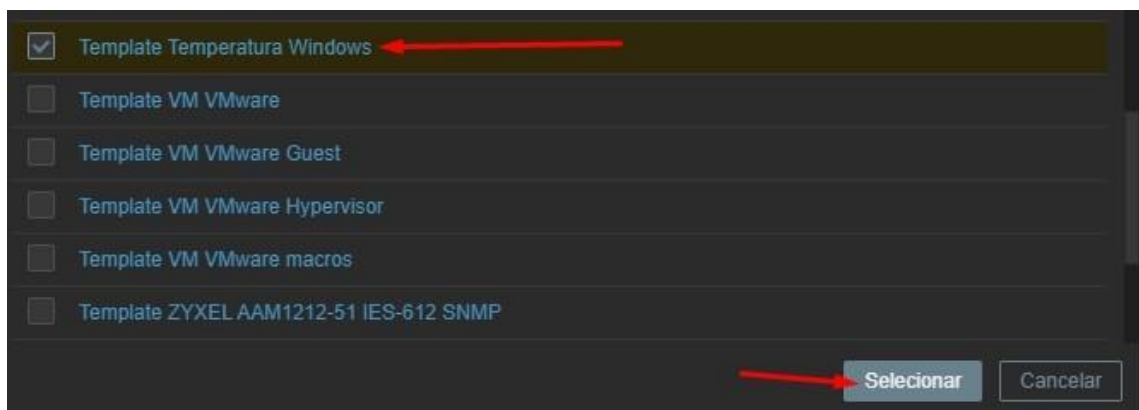 Template Temperatura Windows
Template VM VMware
Template VM VMware Guest
Template VM VMware Hypervisor
Template VM VMware macros
Template ZYXEL AAM1212-51 IES-612 SNMP
Selecionar Cancelar